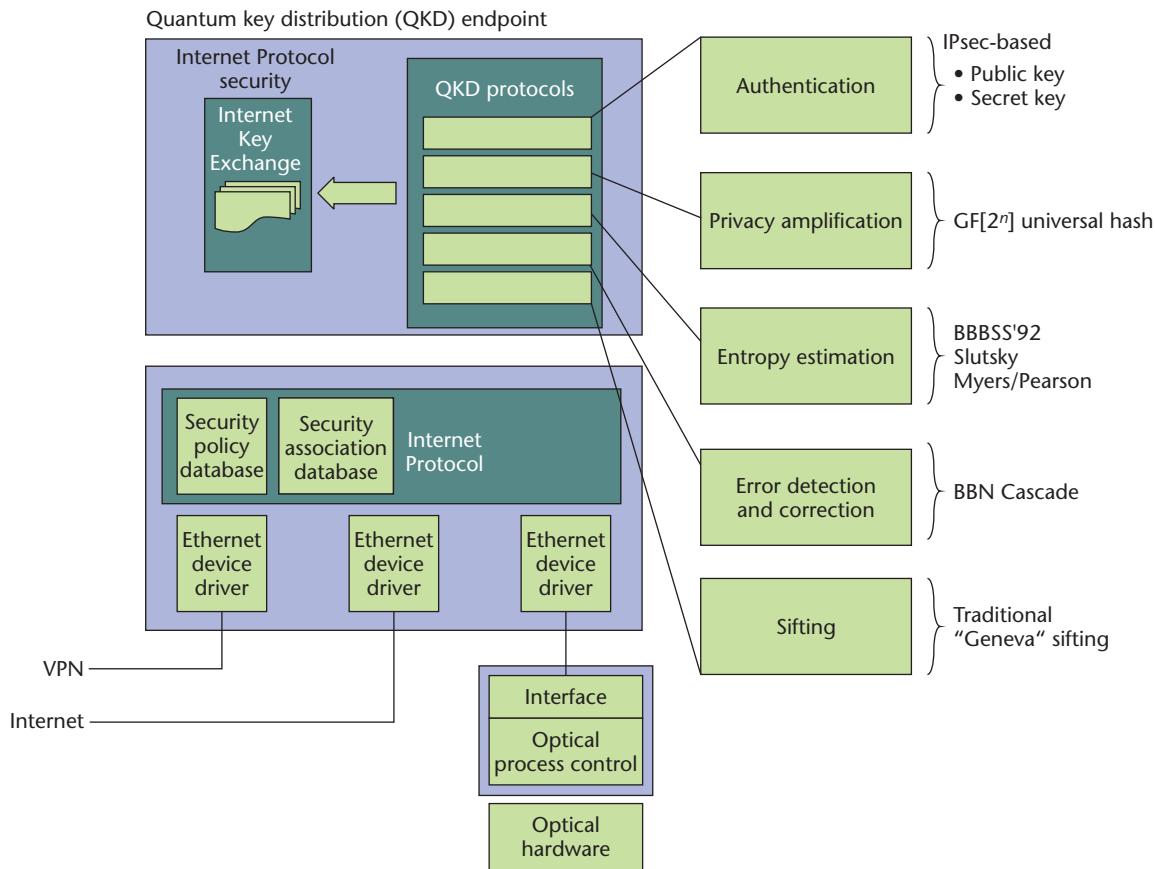 Quantum key distribution (QKD) endpoint
Internet Protocol
security
Internet
Key
Exchange
QKD protocols
Authentication
IPsec-based
• Public key
• Secret key
Privacy amplification
GF[2ⁿ] universal hash
Entropy estimation
BBBSS'92
Slutsky
Myers/Pearson
Error detection
and correction
BBN Cascade
Sifting
Traditional
“Geneva“ sifting
Security
policy
database
Security
association
database
Internet
Protocol
Ethernet
device
driver
Ethernet
device
driver
Ethernet
device
driver
VPN
Internet
Interface
Optical
process control
Optical
hardware